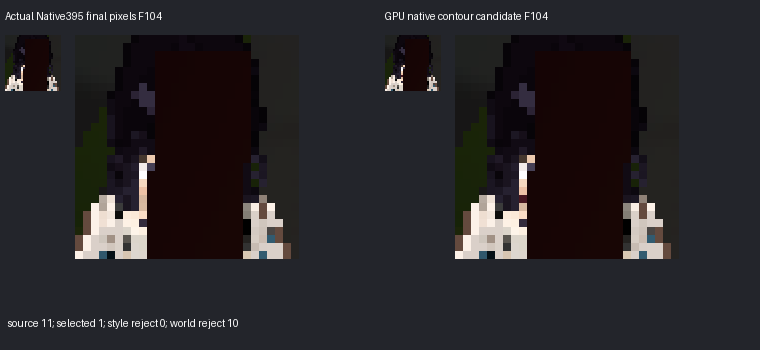 Actual Native395 final pixels F104
GPU native contour candidate F104
source 11; selected 1; style reject 0; world reject 10